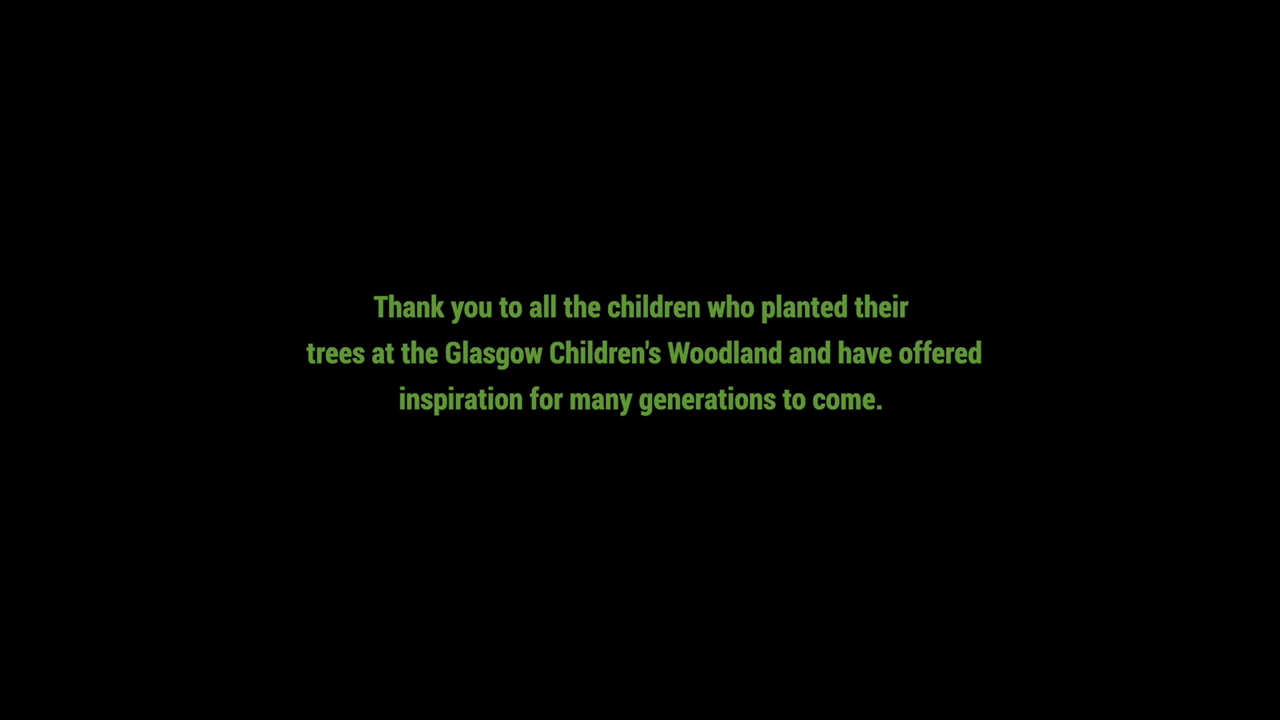 Thank you to all the children who planted their
trees at the Glasgow Children's Woodland and have offered
inspiration for many generations to come.